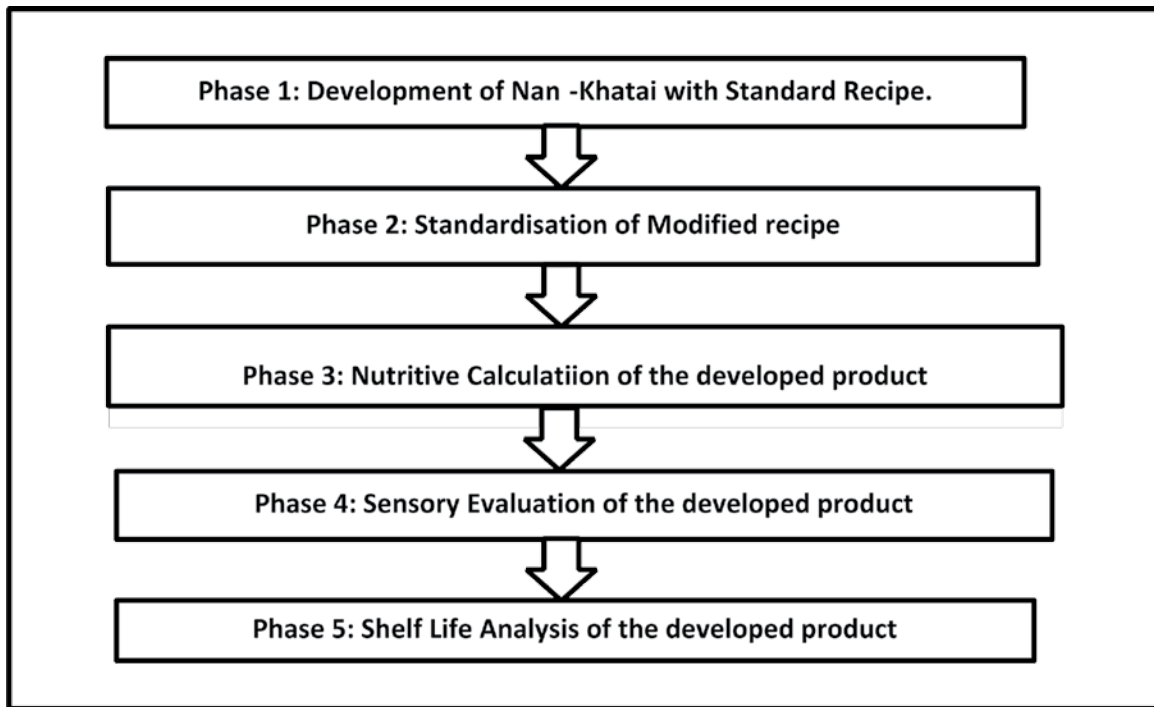 Phase 1: Development of Nan -Khatai with Standard Recipe.
Phase 2: Standardisation of Modified recipe
Phase 3: Nutritive Calculatiion of the developed product
Phase 4: Sensory Evaluation of the developed product
Phase 5: Shelf Life Analysis of the developed product